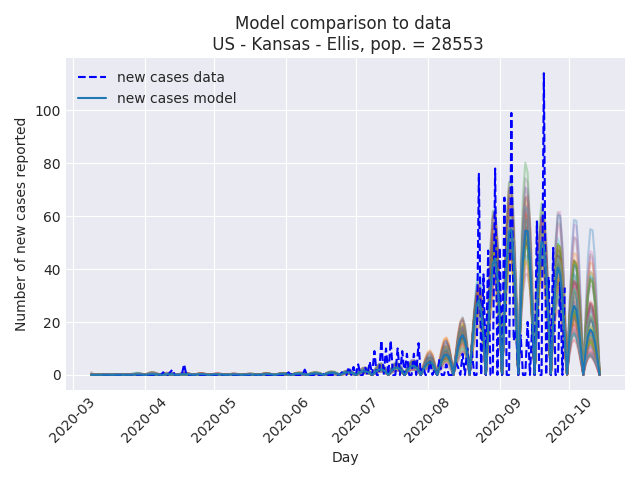 Model comparison to data
US - Kansas - Ellis, pop. = 28553
new cases data
new cases model
Number of new cases reported
100
80
60
40
20
0
2020-03
2020-04
2020-05
2020-06
2020-07
2020-08
2020-09
2020-10
Day